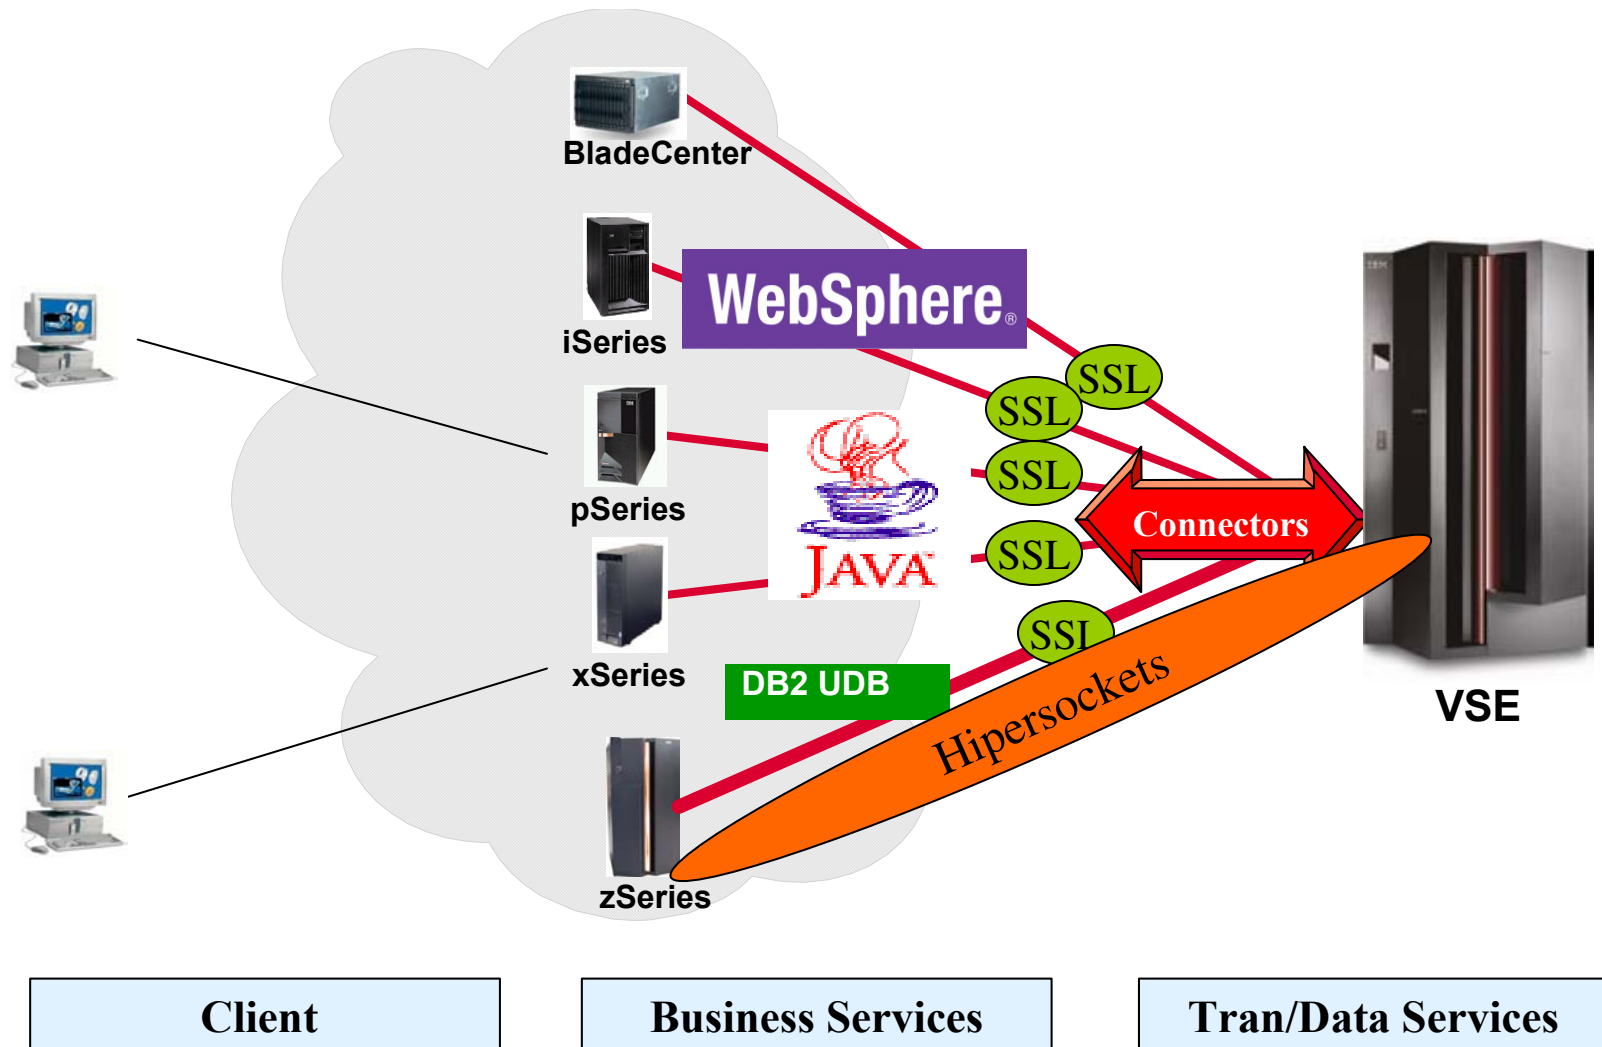 BladeCenter
iSeries
WebSphere®
SSL
SSL
pSeries
SSL
JAVA™
SSL
Connectors
xSeries
SSL
DB2 UDB
Hipersockets
VSE
zSeries
Client
Business Services
Tran/Data Services